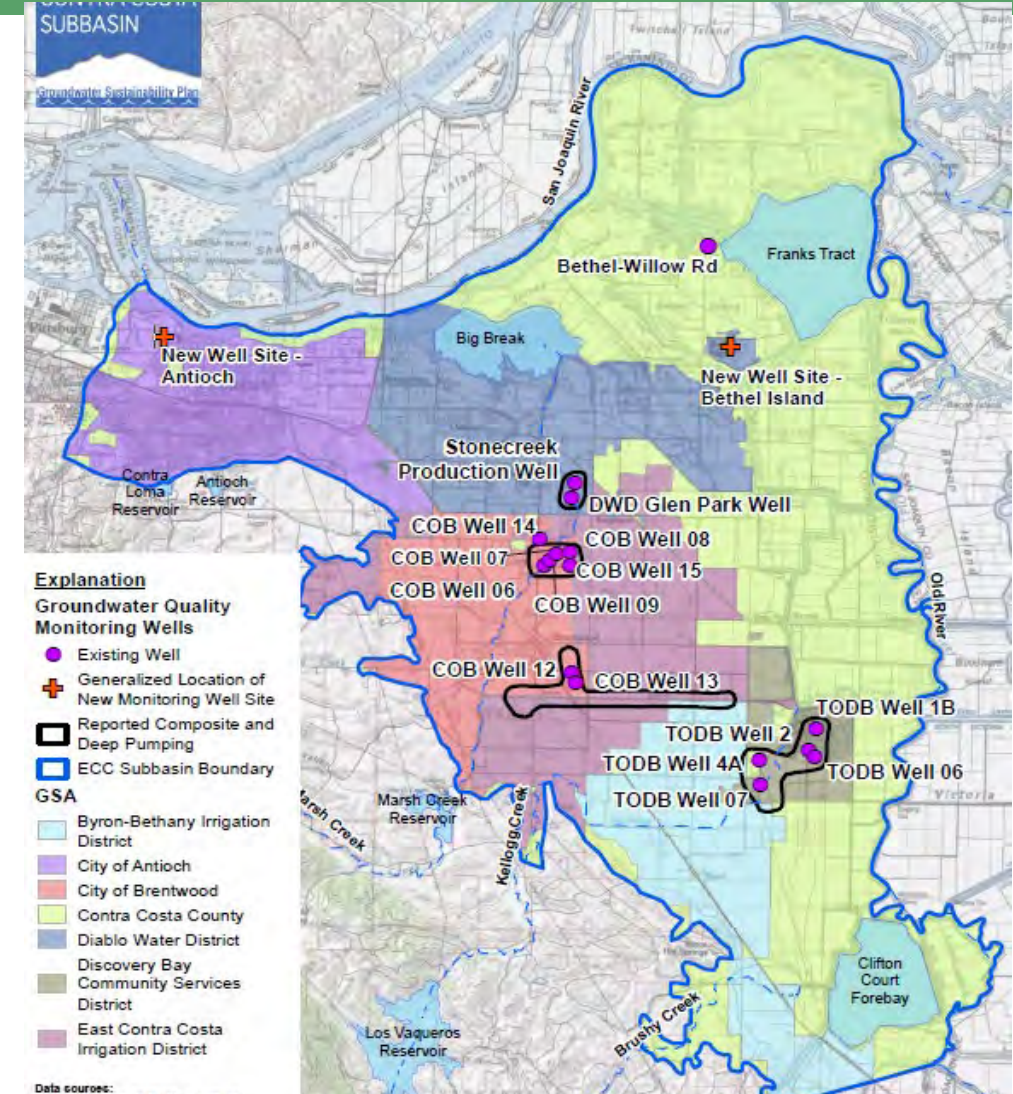 CONTRA COSTA
SUBBASIN
Groundwater Sustainability Plan
San Joaquin River
Bethel-Willow Rd
Franks Tract
Big Break
New Well Site -
Antioch
New Well Site -
Bethel Island
Pittsburg
Contra
Loma
Reservoir
Antioch
Reservoir
Stonecreek
Production Well
DWD Glen Park Well
COB Well 14
COB Well 08
COB Well 07
COB Well 15
COB Well 06
COB Well 09
Old River
COB Well 12
COB Well 13
TODB Well 1B
TODB Well 2
TODB Well 4A
TODB Well 06
TODB Well 07
Victoria
Marsh Creek
Reservoir
Marsh Creek
Kellogg Creek
Clifton
Court
Forebay
Brushy Creek
Los Vaqueros
Reservoir
Explanation
Groundwater Quality
Monitoring Wells
Existing Well
Generalized Location of
New Monitoring Well Site
Reported Composite and
Deep Pumping
ECC Subbasin Boundary
GSA
Byron-Bethany Irrigation
District
City of Antioch
City of Brentwood
Contra Costa County
Diablo Water District
Discovery Bay
Community Services
District
East Contra Costa
Irrigation District
Data sources: